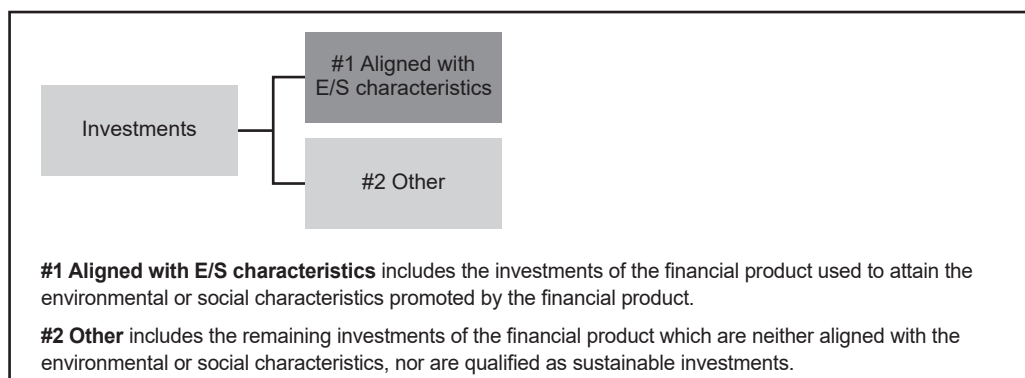 #1 Aligned with
E/S characteristics
Investments
#2 Other
#1 Aligned with E/S characteristics includes the investments of the financial product used to attain the
environmental or social characteristics promoted by the financial product.
#2 Other includes the remaining investments of the financial product which are neither aligned with the
environmental or social characteristics, nor are qualified as sustainable investments.